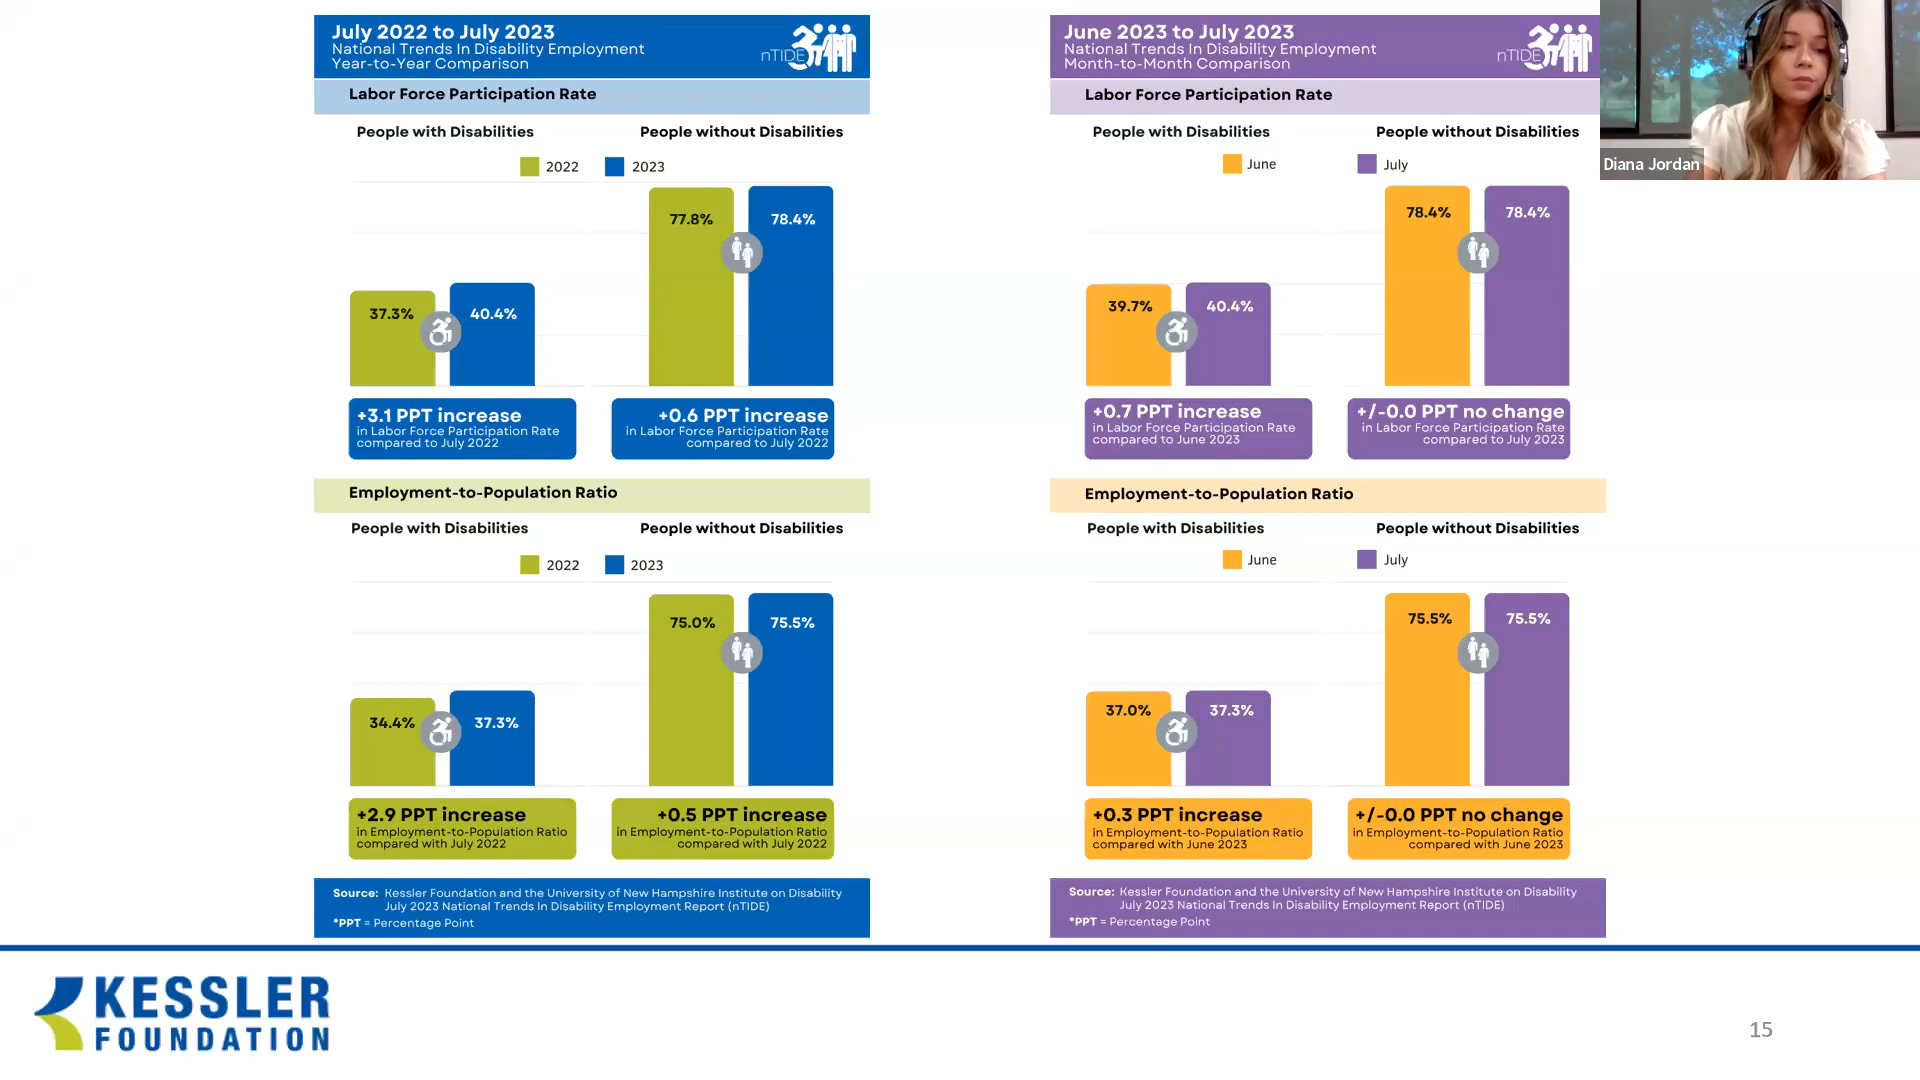 July 2022 to July 2023
National Trends In Disability Employment
Year-to-Year Comparison
nTIDE
Labor Force Participation Rate
People with Disabilities
People without Disabilities
2022
2023
37.3%
40.4%
77.8%
78.4%
+3.1 PPT increase
in Labor Force Participation Rate
compared to July 2022
+0.6 PPT increase
in Labor Force Participation Rate
compared to July 2022
Employment-to-Population Ratio
People with Disabilities
People without Disabilities
2022
2023
34.4%
37.3%
75.0%
75.5%
+2.9 PPT increase
in Employment-to-Population Ratio
compared with July 2022
+0.5 PPT increase
in Employment-to-Population Ratio
compared with July 2022
Source: Kessler Foundation and the University of New Hampshire Institute on Disability
July 2023 National Trends In Disability Employment Report (nTIDE)
*PPT = Percentage Point
June 2023 to July 2023
National Trends In Disability Employment
Month-to-Month Comparison
nTIDE
Labor Force Participation Rate
People with Disabilities
People without Disabilities
June
July
39.7%
40.4%
78.4%
78.4%
+0.7 PPT increase
in Labor Force Participation Rate
compared to June 2023
+/-0.0 PPT no change
in Labor Force Participation Rate
compared to July 2023
Employment-to-Population Ratio
People with Disabilities
People without Disabilities
June
July
37.0%
37.3%
75.5%
75.5%
+0.3 PPT increase
in Employment-to-Population Ratio
compared with June 2023
+/-0.0 PPT no change
in Employment-to-Population Ratio
compared with June 2023
Source: Kessler Foundation and the University of New Hampshire Institute on Disability
July 2023 National Trends In Disability Employment Report (nTIDE)
*PPT = Percentage Point
Diana Jordan
KESSLER
FOUNDATION
15